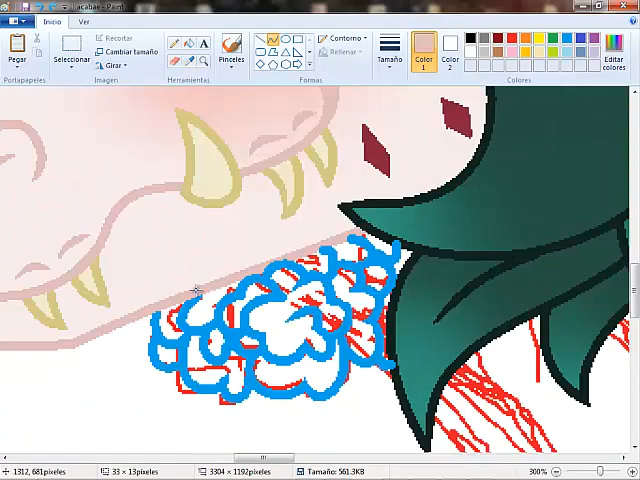 Lacabae - Paint
Inicio Ver
Pegar
Seleccionar
Recortar
Cambiar tamaño
Girar
Pinceles
Contorno
Rellenar
Tamaño
Color 1
Color 2
Editar colores
Portapapeles Imagen Herramientas Formas Colores
1312, 681píxeles 33 × 13píxeles 3304 × 1192píxeles Tamaño: 561.3KB 300%